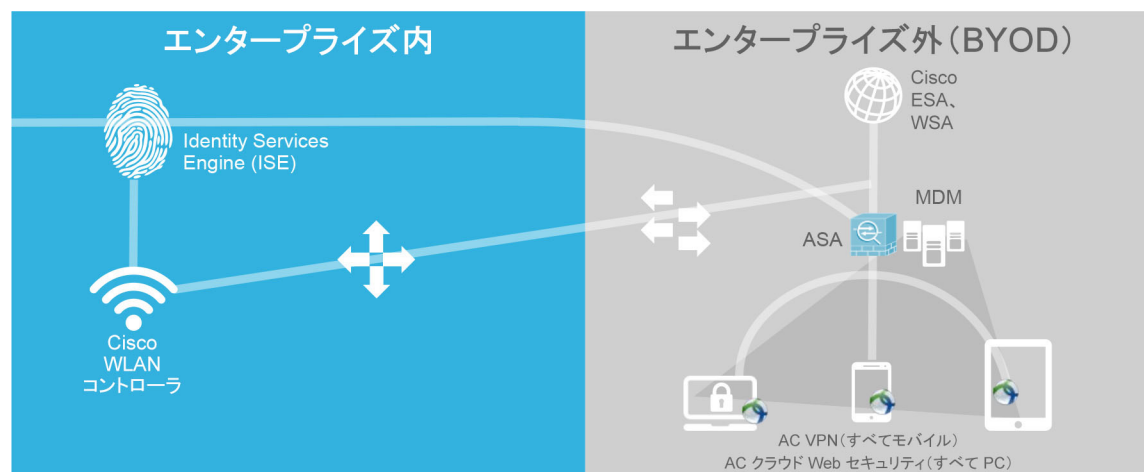 エンタープライズ内
Identity Services
Engine (ISE)
Cisco
WLAN
コントローラ
エンタープライズ外(BYOD)
Cisco
ESA、
WSA
MDM
ASA
AC VPN(すべてモバイル)
AC クラウド Web セキュリティ(すべて PC)